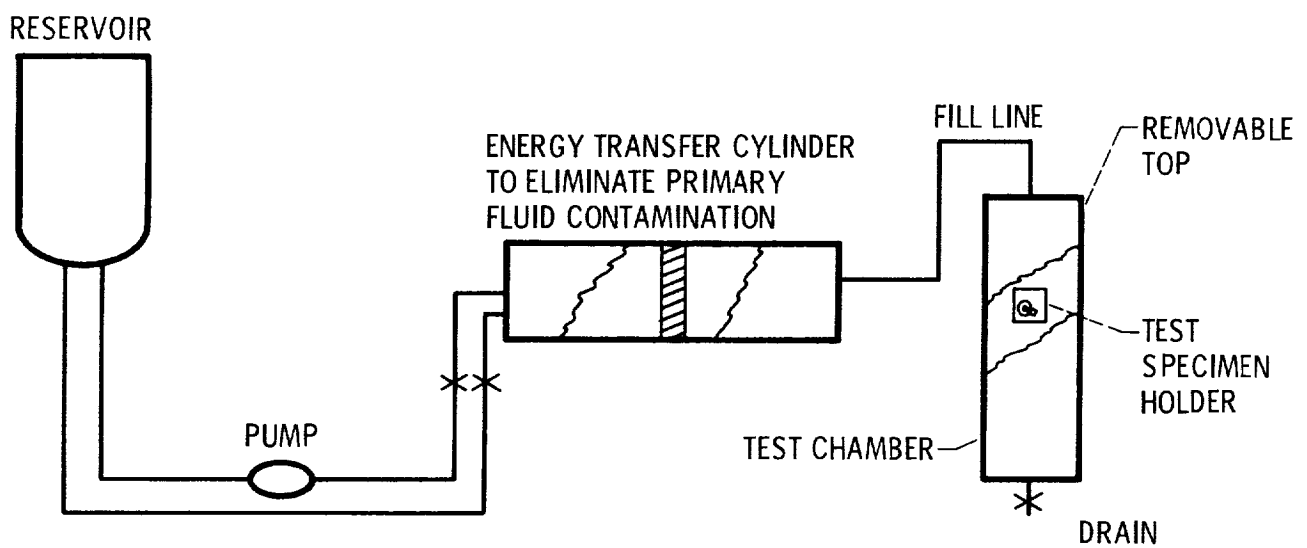 RESERVOIR
ENERGY TRANSFER CYLINDER
TO ELIMINATE PRIMARY
FLUID CONTAMINATION
FILL LINE
REMOVABLE
TOP
TEST
SPECIMEN
HOLDER
PUMP
TEST CHAMBER
DRAIN